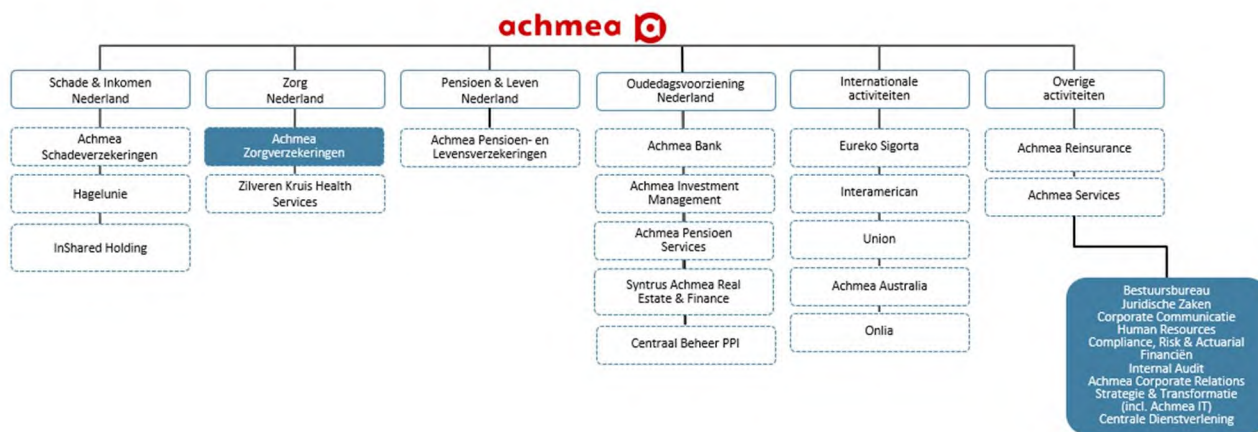 achmea
Schade & Inkomen
Nederland
Achmea
Schadeverzekeringen
Hagelunie
InShared Holding
Zorg
Nederland
Achmea
Zorgverzekeringen
Zilveren Kruis Health
Services
Pensioen & Leven
Nederland
Achmea Pensioen- en
Levensverzekeringen
Oudedagsvoorziening
Nederland
Achmea Bank
Achmea Investment
Management
Achmea Pensioen
Services
Syntrus Achmea Real
Estate & Finance
Centraal Beheer PPI
Internationale
activiteiten
Eureko Sigorta
Interamerican
Union
Achmea Australia
Onlia
Overige
activiteiten
Achmea Reinsurance
Achmea Services
Bestuursbureau
Juridische Zaken
Corporate Communicatie
Human Resources
Compliance, Risk & Actuarial
Financiën
Internal Audit
Achmea Corporate Relations
Strategie & Transformatie
(incl. Achmea IT)
Centrale Dienstverlening